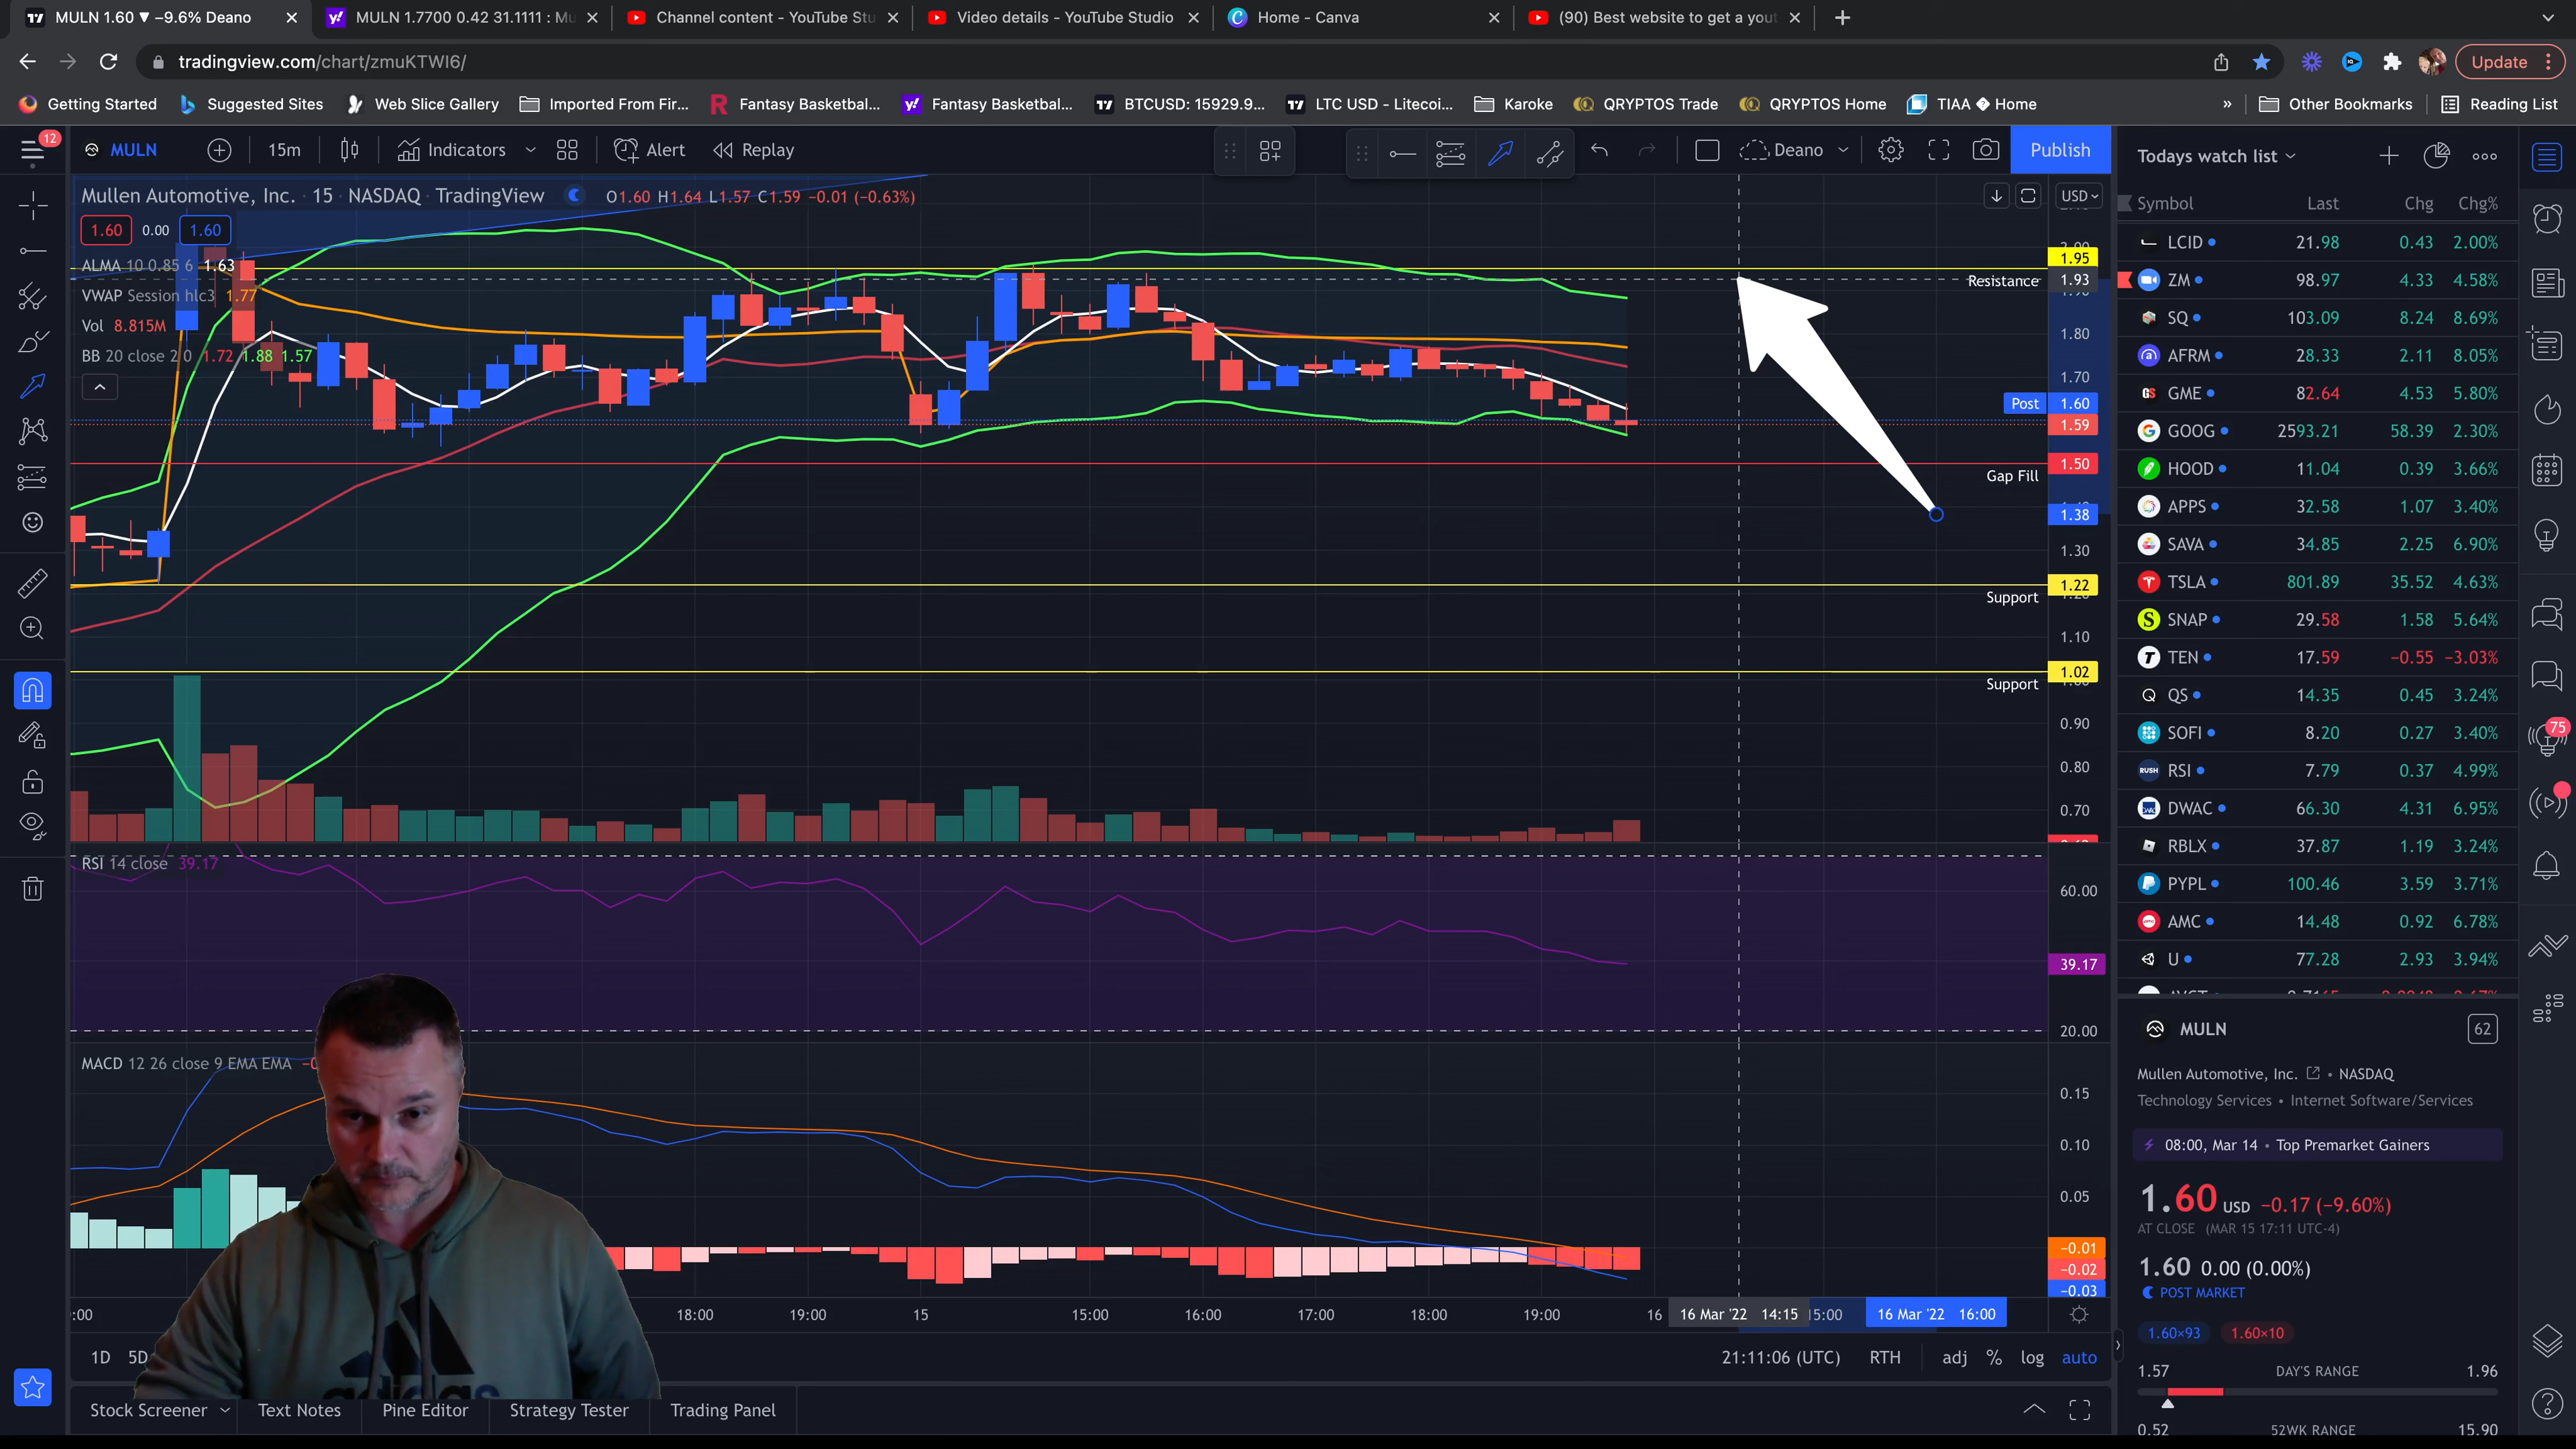 MULN 1.60 ▼ −9.6% Deano
MULN 1.7700 0.42 31.1111 : Mu
Channel content - YouTube Stu
Video details - YouTube Studio
Home - Canva
(90) Best website to get a yout
tradingview.com/chart/zmuKTWI6/
Update
Getting Started
Suggested Sites
Web Slice Gallery
Imported From Fir...
Fantasy Basketbal...
Fantasy Basketbal...
BTCUSD: 15929.9...
LTC USD - Litecoi...
Karoke
QRYPTOS Trade
QRYPTOS Home
TIAA � Home
»
Other Bookmarks
Reading List
12
MULN
15m
Indicators
Alert
Replay
Deano
Publish
Mullen Automotive, Inc. · 15 · NASDAQ · TradingView
O1.60 H1.64 L1.57 C1.59 −0.01 (−0.63%)
1.60 0.00 1.60
ALMA 10 0.85 6 1.63
VWAP Session hlc3 1.77
Vol 8.815M
BB 20 close 2 0 1.72 1.88 1.57
USD
1.95
Resistance 1.93
1.80
1.70
Post 1.60
1.59
1.50
Gap Fill
1.38
1.30
1.22
Support
1.10
1.02
Support
0.90
0.80
0.70
RSI 14 close 39.17
60.00
39.17
20.00
MACD 12 26 close 9 EMA EMA
0.15
0.10
0.05
−0.01
−0.02
−0.03
:00
18:00
19:00
15
15:00
16:00
17:00
18:00
19:00
16
16 Mar '22 14:15
15:00
16 Mar '22 16:00
1D 5D
21:11:06 (UTC)
RTH
adj % log auto
adidas
Stock Screener
Text Notes
Pine Editor
Strategy Tester
Trading Panel
Todays watch list
Symbol Last Chg Chg%
LCID 21.98 0.43 2.00%
ZM 98.97 4.33 4.58%
SQ 103.09 8.24 8.69%
AFRM 28.33 2.11 8.05%
GME 82.64 4.53 5.80%
GOOG 2593.21 58.39 2.30%
HOOD 11.04 0.39 3.66%
APPS 32.58 1.07 3.40%
SAVA 34.85 2.25 6.90%
TSLA 801.89 35.52 4.63%
SNAP 29.58 1.58 5.64%
TEN 17.59 −0.55 −3.03%
QS 14.35 0.45 3.24%
SOFI 8.20 0.27 3.40%
RSI 7.79 0.37 4.99%
DWAC 66.30 4.31 6.95%
RBLX 37.87 1.19 3.24%
PYPL 100.46 3.59 3.71%
AMC 14.48 0.92 6.78%
U 77.28 2.93 3.94%
75
MULN
62
Mullen Automotive, Inc. • NASDAQ
Technology Services • Internet Software/Services
08:00, Mar 14 • Top Premarket Gainers
1.60 USD −0.17 (−9.60%)
AT CLOSE (MAR 15 17:11 UTC-4)
1.60 0.00 (0.00%)
POST MARKET
1.60×93 1.60×10
1.57 DAY'S RANGE 1.96
0.52 52WK RANGE 15.90